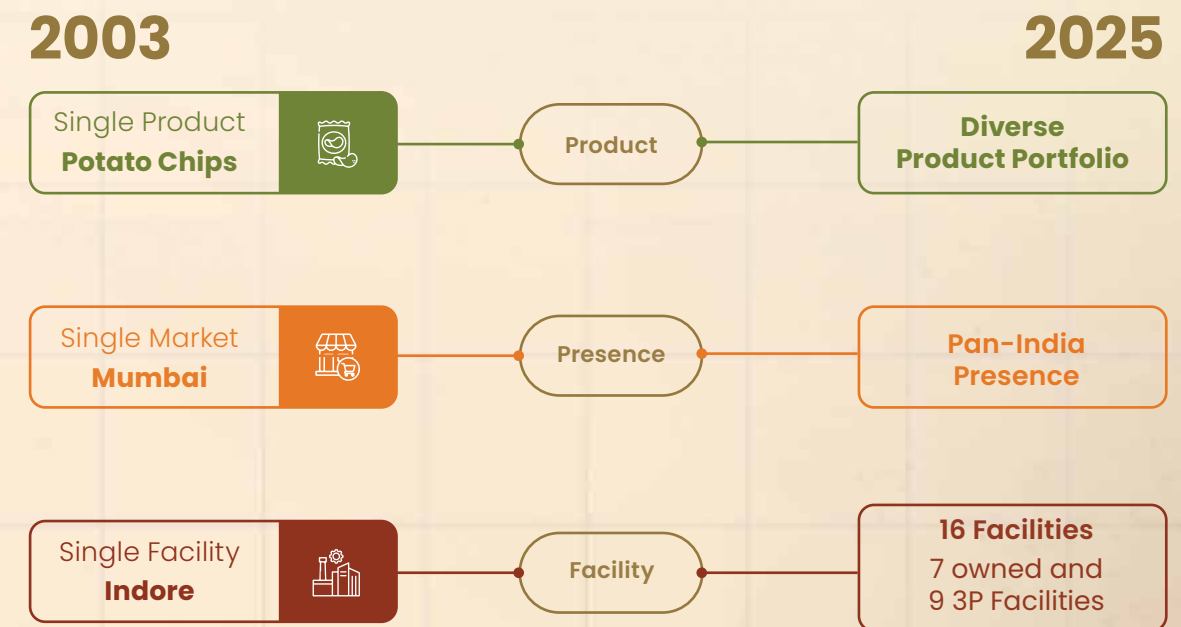 2003
2025
Single Product
Potato Chips
Product
Diverse
Product Portfolio
Single Market
Mumbai
Presence
Pan-India
Presence
Single Facility
Indore
Facility
16 Facilities
7 owned and
9 3P Facilities